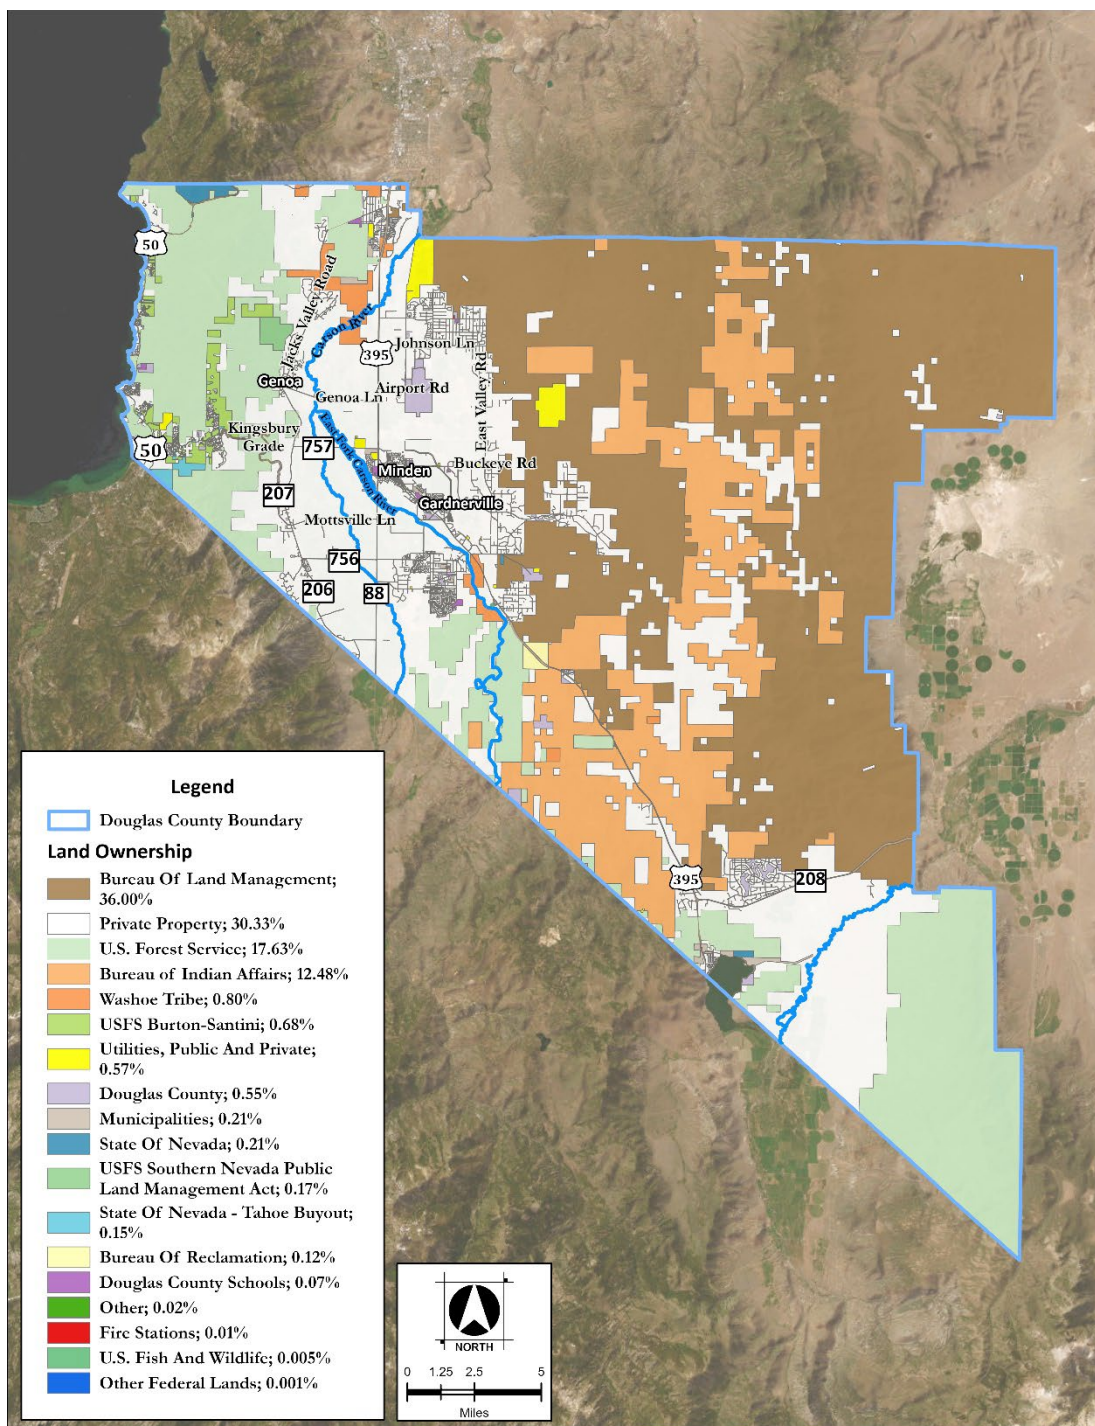 50
Jacks Valley Road
Carson River
395
Johnson Ln
Genoa
Airport Rd
East Valley Rd
Genoa Ln
Kingsbury
Grade
50
757
East Fork Carson River
Minden
Buckeye Rd
207
Gardnerville
Mottsville Ln
756
206
88
395
208
Legend
Douglas County Boundary
Land Ownership
Bureau Of Land Management;
36.00%
Private Property; 30.33%
U.S. Forest Service; 17.63%
Bureau of Indian Affairs; 12.48%
Washoe Tribe; 0.80%
USFS Burton-Santini; 0.68%
Utilities, Public And Private;
0.57%
Douglas County; 0.55%
Municipalities; 0.21%
State Of Nevada; 0.21%
USFS Southern Nevada Public
Land Management Act; 0.17%
State Of Nevada - Tahoe Buyout;
0.15%
Bureau Of Reclamation; 0.12%
Douglas County Schools; 0.07%
Other; 0.02%
Fire Stations; 0.01%
U.S. Fish And Wildlife; 0.005%
Other Federal Lands; 0.001%
NORTH
0 1.25 2.5 5
Miles